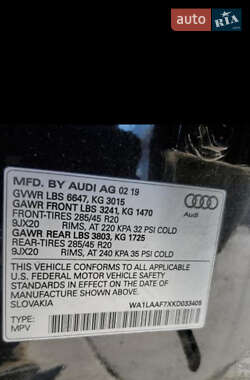 auto.RIA
MFD. BY AUDI AG 02 19
GVWR LBS 6647, KG 3015
GAWR FRONT LBS 3241, KG 1470
FRONT-TIRES 285/45 R20
9JX20 RIMS, AT 220 KPA 32 PSI COLD
GAWR REAR LBS 3803, KG 1725
REAR-TIRES 285/45 R20
9JX20 RIMS, AT 240 KPA 35 PSI COLD
THIS VEHICLE CONFORMS TO ALL APPLICABLE
U.S. FEDERAL MOTOR VEHICLE SAFETY
STANDARDS IN EFFECT ON THE DATE OF
MANUFACTURE SHOWN ABOVE.
SLOVAKIA WA1LAAF7XKD033408
TYPE:
MPV
Audi